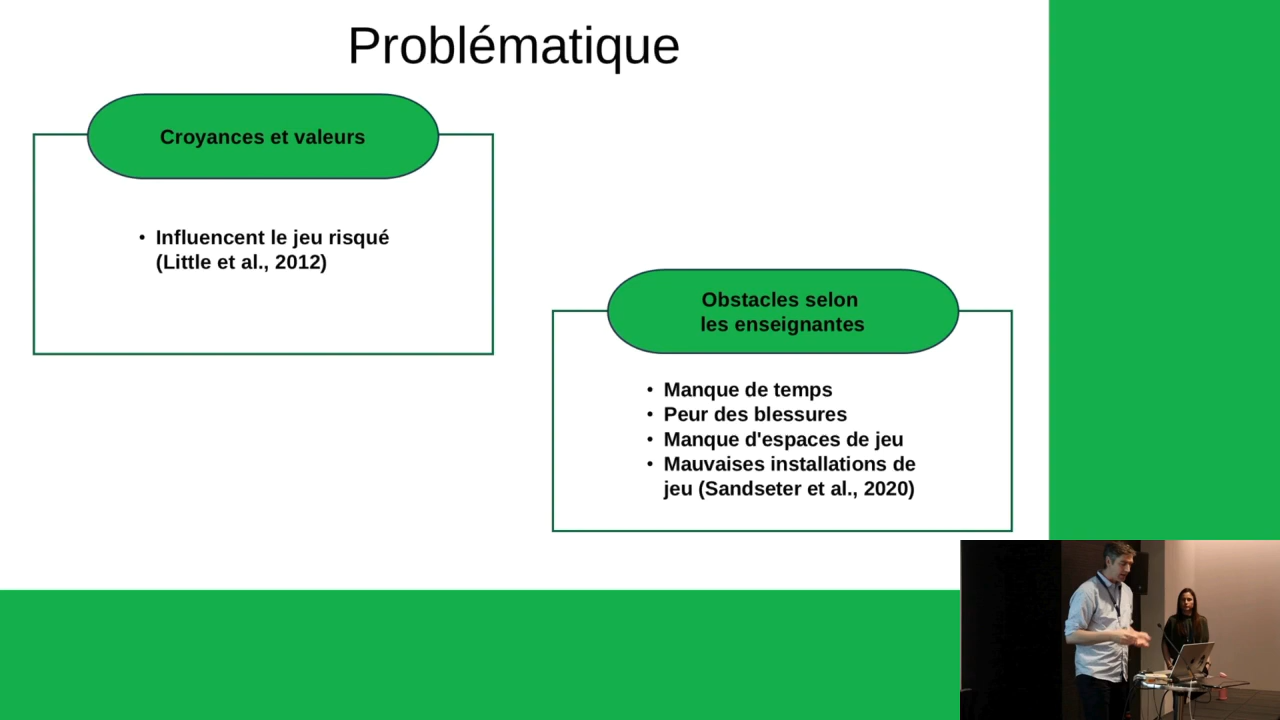 Problématique
Croyances et valeurs
• Influencent le jeu risqué
(Little et al., 2012)
Obstacles selon
les enseignantes
• Manque de temps
• Peur des blessures
• Manque d'espaces de jeu
• Mauvaises installations de
jeu (Sandseter et al., 2020)